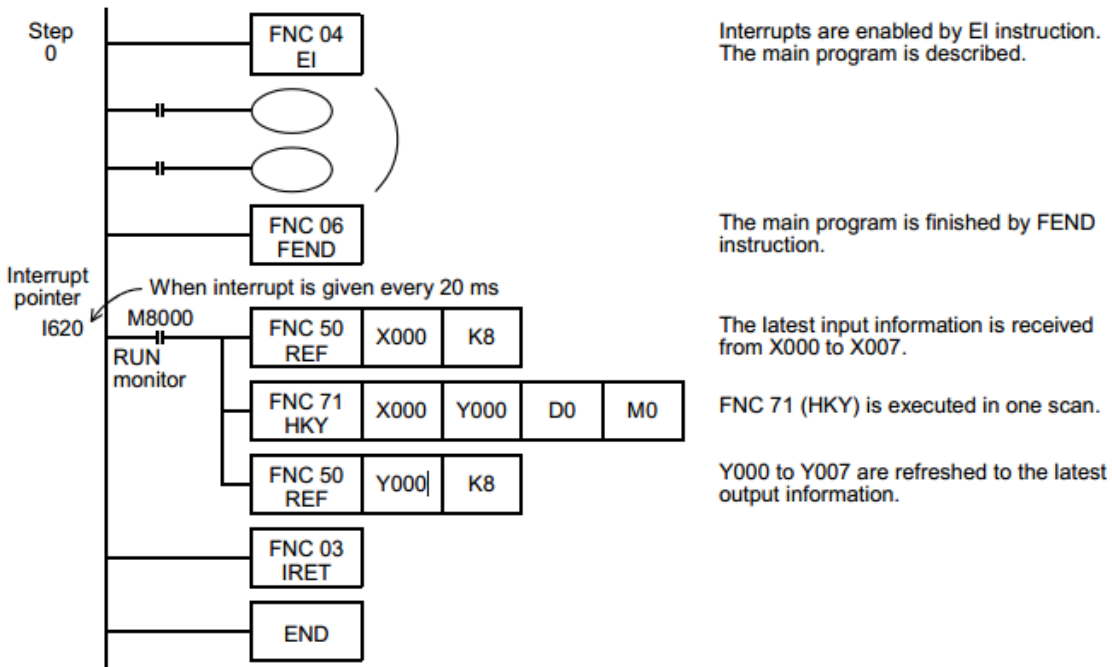 Step
0
FNC 04
EI
Interrupts are enabled by EI instruction.
The main program is described.
FNC 06
FEND
The main program is finished by FEND
instruction.
Interrupt
pointer
I620
When interrupt is given every 20 ms
M8000
RUN
monitor
FNC 50
REF
X000
K8
The latest input information is received
from X000 to X007.
FNC 71
HKY
X000
Y000
D0
M0
FNC 71 (HKY) is executed in one scan.
FNC 50
REF
Y000
K8
Y000 to Y007 are refreshed to the latest
output information.
FNC 03
IRET
END